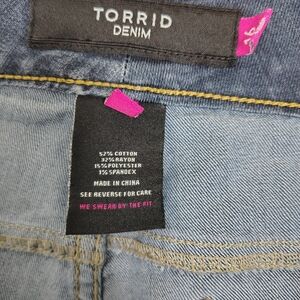 TORRID
DENIM
52% COTTON
32% RAYON
15% POLYESTER
1% SPANDEX
MADE IN CHINA
SEE REVERSE FOR CARE
WE SWEAR BY THE FIT